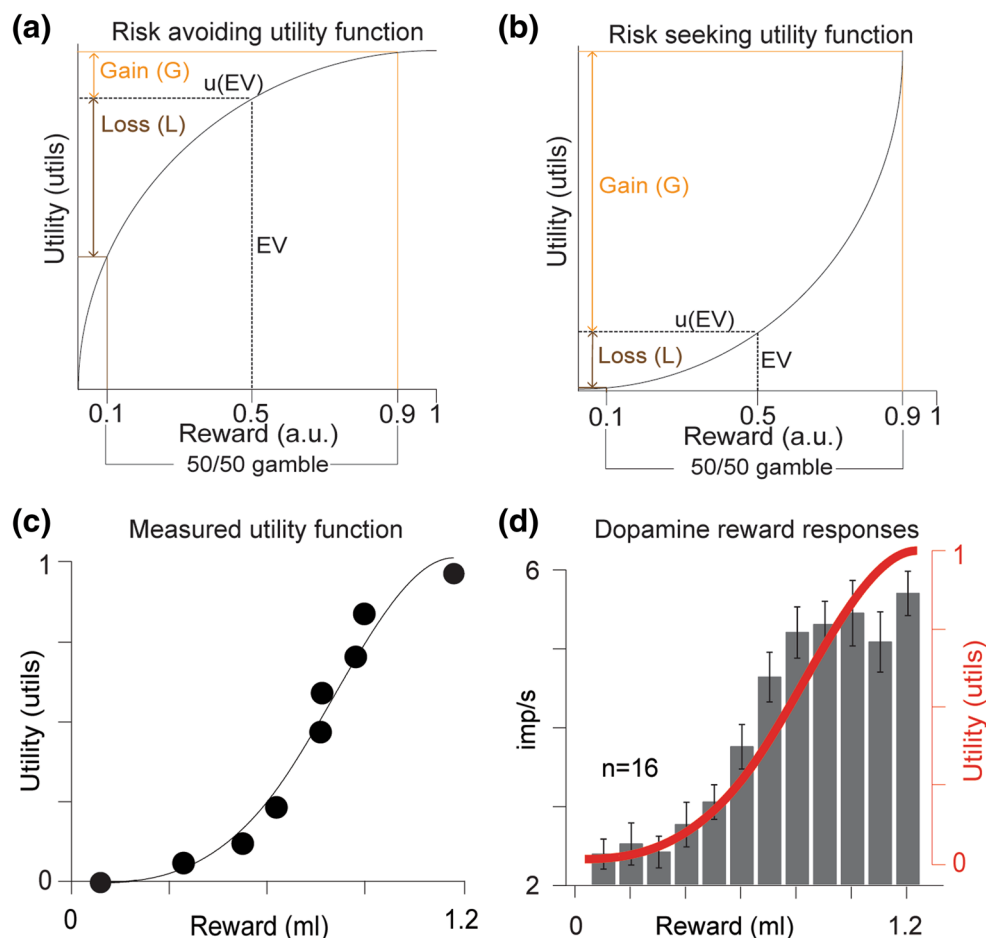 (a)
Risk avoiding utility function
Gain (G)
u(EV)
Loss (L)
EV
Utility (utils)
0.1
0.5
0.9
1
Reward (a.u.)
50/50 gamble
(b)
Risk seeking utility function
Gain (G)
u(EV)
Loss (L)
EV
Utility (utils)
0.1
0.5
0.9
1
Reward (a.u.)
50/50 gamble
(c)
Measured utility function
1
Utility (utils)
0
0
1.2
Reward (ml)
(d)
Dopamine reward responses
6
1
imp/s
n=16
Utility (utils)
2
0
0
1.2
Reward (ml)